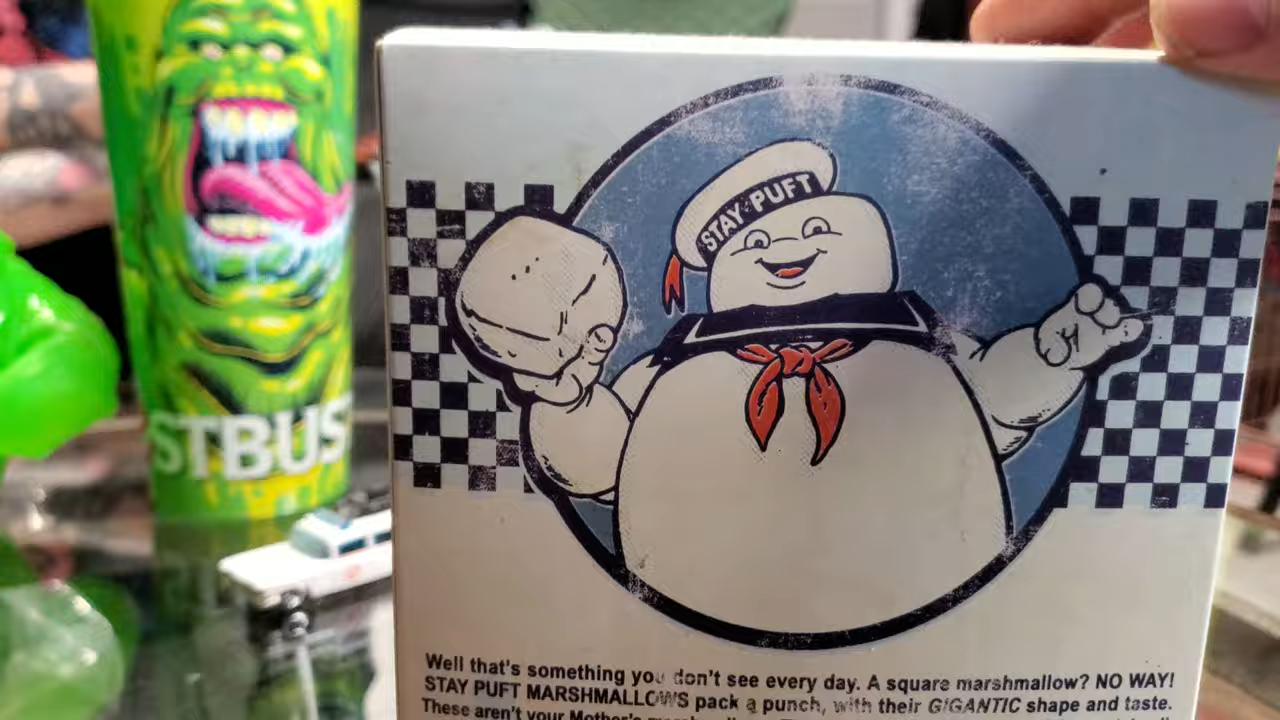 STAY PUFT
STBUS
Well that's something you don't see every day. A square marshmallow? NO WAY!
STAY PUFT MARSHMALLOWS pack a punch, with their GIGANTIC shape and taste.
These aren't your Mother's